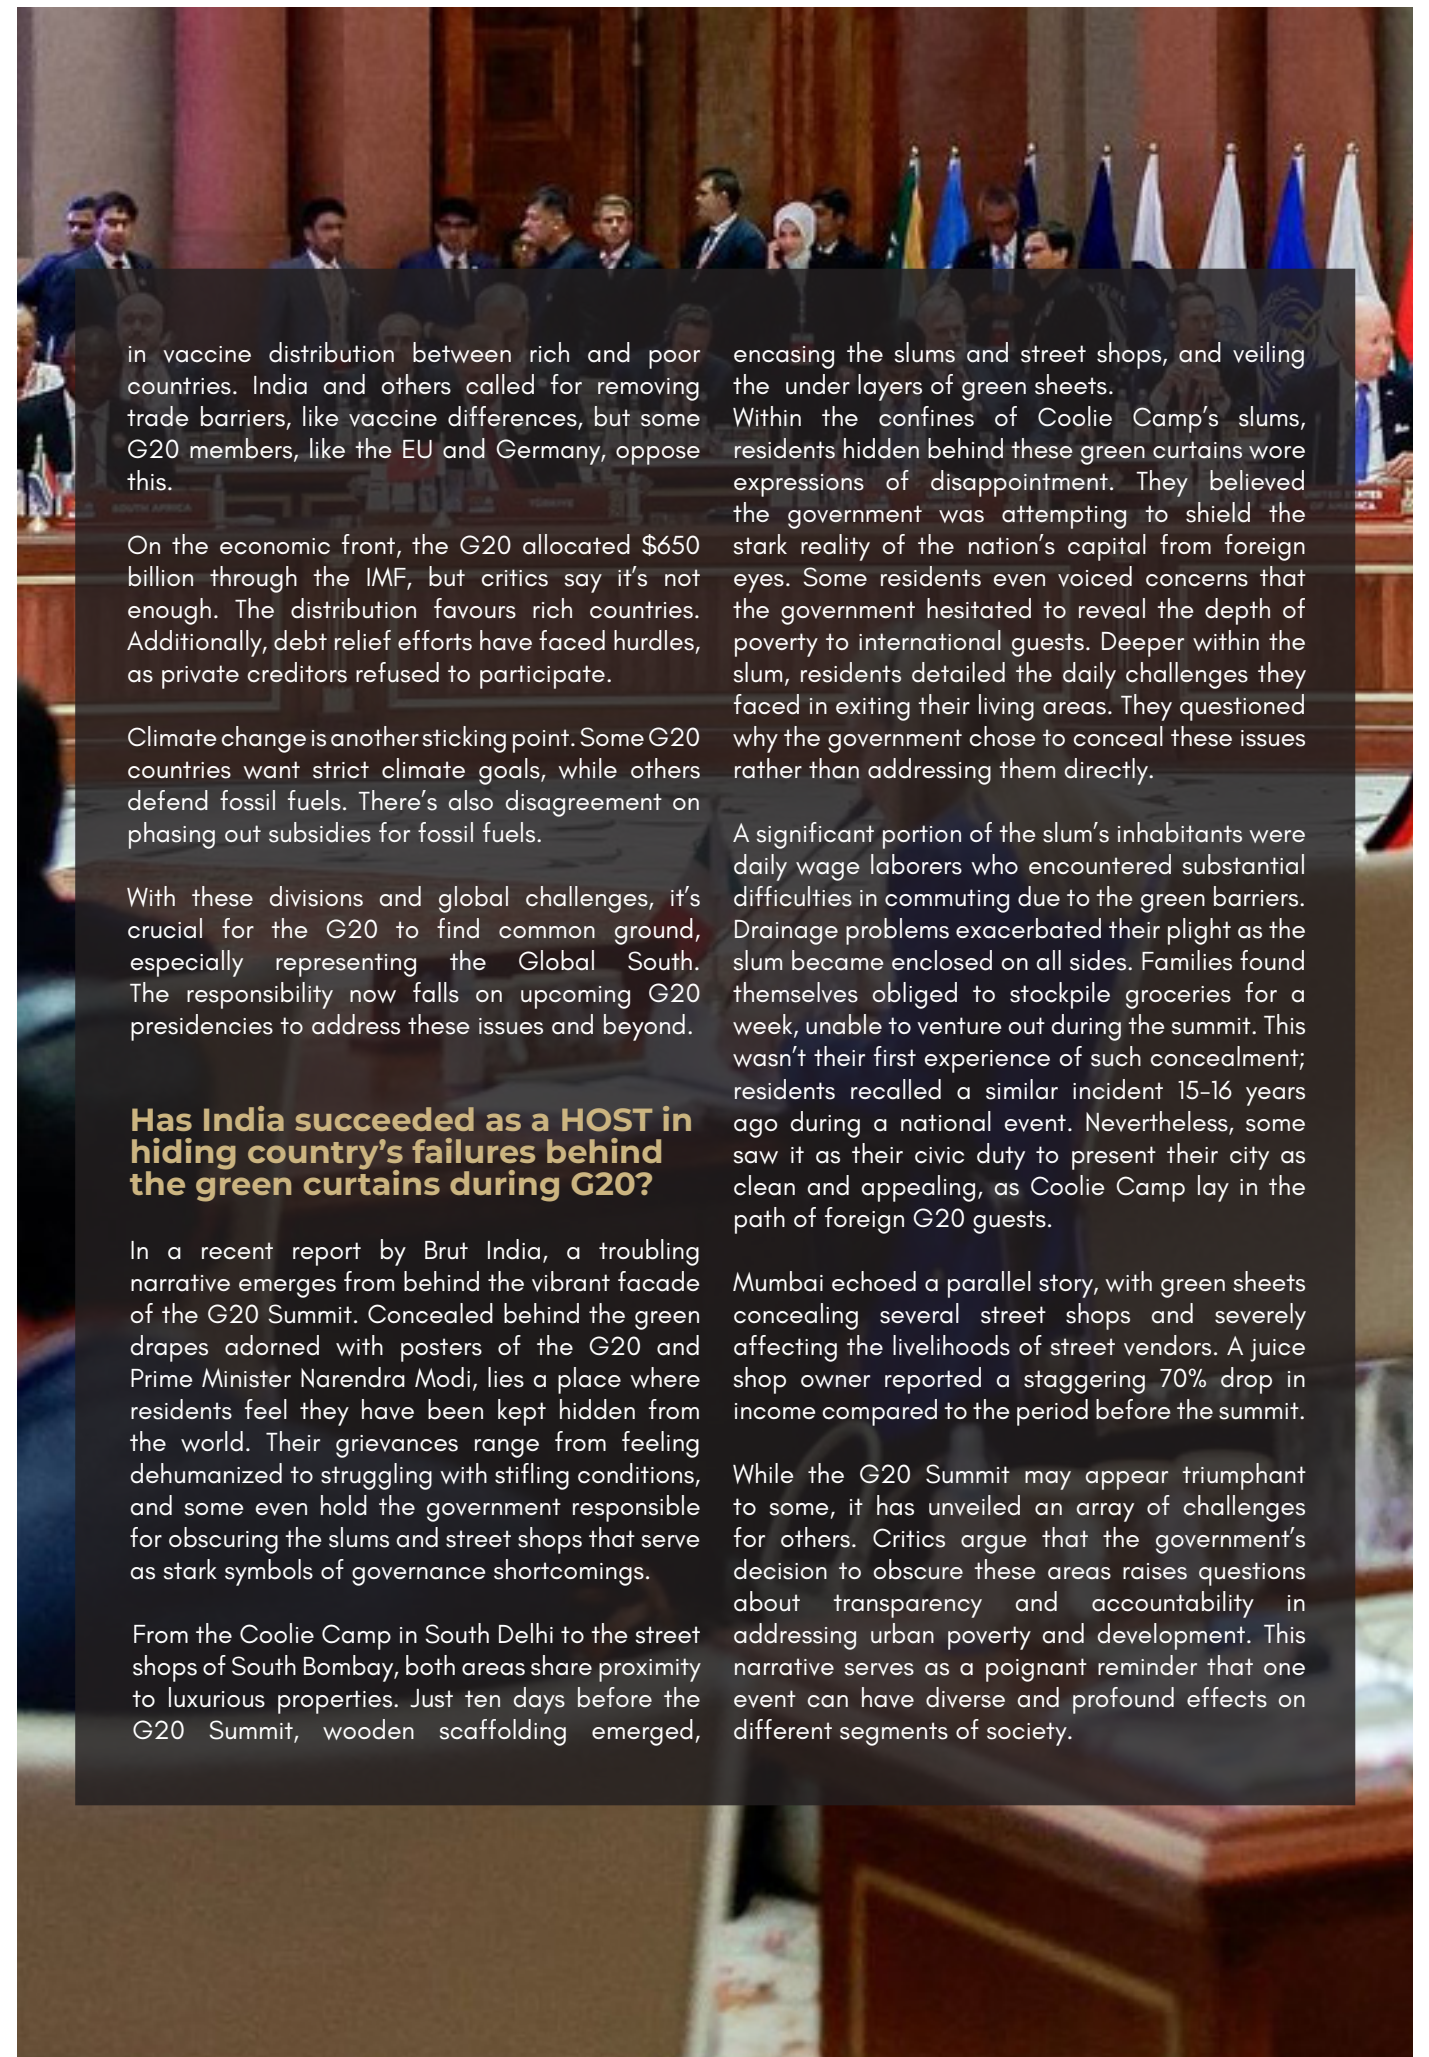 in vaccine distribution between rich and poor
countries. India and others called for removing
trade barriers, like vaccine differences, but some
G20 members, like the EU and Germany, oppose
this.
On the economic front, the G20 allocated $650
billion through the IMF, but critics say it's not
enough. The distribution favours rich countries.
Additionally, debt relief efforts have faced hurdles,
as private creditors refused to participate.
Climate change is another sticking point. Some G20
countries want strict climate goals, while others
defend fossil fuels. There's also disagreement on
phasing out subsidies for fossil fuels.
With these divisions and global challenges, it's
crucial for the G20 to find common ground,
especially representing the Global South.
The responsibility now falls on upcoming G20
presidencies to address these issues and beyond.
Has India succeeded as a HOST in
hiding country's failures behind
the green curtains during G20?
In a recent report by Brut India, a troubling
narrative emerges from behind the vibrant facade
of the G20 Summit. Concealed behind the green
drapes adorned with posters of the G20 and
Prime Minister Narendra Modi, lies a place where
residents feel they have been kept hidden from
the world. Their grievances range from feeling
dehumanized to struggling with stifling conditions,
and some even hold the government responsible
for obscuring the slums and street shops that serve
as stark symbols of governance shortcomings.
From the Coolie Camp in South Delhi to the street
shops of South Bombay, both areas share proximity
to luxurious properties. Just ten days before the
G20 Summit, wooden scaffolding emerged,
encasing the slums and street shops, and veiling
the under layers of green sheets.
Within the confines of Coolie Camp's slums,
residents hidden behind these green curtains wore
expressions of disappointment. They believed
the government was attempting to shield the
stark reality of the nation's capital from foreign
eyes. Some residents even voiced concerns that
the government hesitated to reveal the depth of
poverty to international guests. Deeper within the
slum, residents detailed the daily challenges they
faced in exiting their living areas. They questioned
why the government chose to conceal these issues
rather than addressing them directly.
A significant portion of the slum's inhabitants were
daily wage laborers who encountered substantial
difficulties in commuting due to the green barriers.
Drainage problems exacerbated their plight as the
slum became enclosed on all sides. Families found
themselves obliged to stockpile groceries for a
week, unable to venture out during the summit. This
wasn't their first experience of such concealment;
residents recalled a similar incident 15-16 years
ago during a national event. Nevertheless, some
saw it as their civic duty to present their city as
clean and appealing, as Coolie Camp lay in the
path of foreign G20 guests.
Mumbai echoed a parallel story, with green sheets
concealing several street shops and severely
affecting the livelihoods of street vendors. A juice
shop owner reported a staggering 70% drop in
income compared to the period before the summit.
While the G20 Summit may appear triumphant
to some, it has unveiled an array of challenges
for others. Critics argue that the government's
decision to obscure these areas raises questions
about transparency and accountability in
addressing urban poverty and development. This
narrative serves as a poignant reminder that one
event can have diverse and profound effects on
different segments of society.
SOUTH AFRICA
TÜRKIYE
UNITED STATES
OF AMERICA